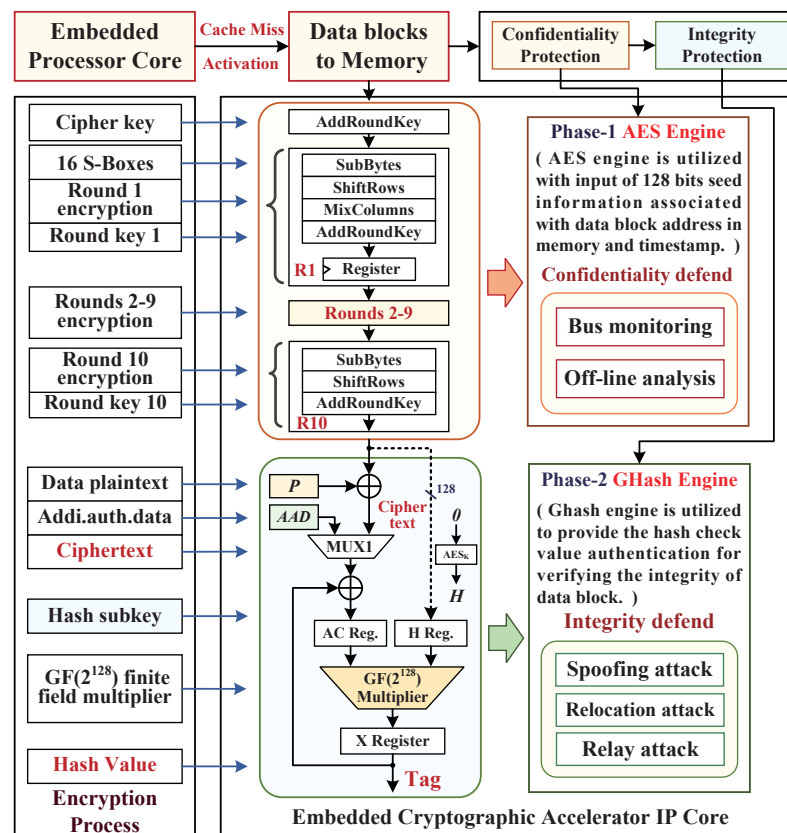 Embedded
Processor Core
Cache Miss
Activation
Data blocks
to Memory
Confidentiality
Protection
Integrity
Protection
Cipher key
16 S-Boxes
Round 1
encryption
Round key 1
Rounds 2-9
encryption
Round 10
encryption
Round key 10
Data plaintext
Addi.auth.data
Ciphertext
Hash subkey
GF(2^128) finite
field multiplier
Hash Value
Encryption
Process
AddRoundKey
SubBytes
ShiftRows
MixColumns
AddRoundKey
R1
Register
Rounds 2-9
SubBytes
ShiftRows
AddRoundKey
R10
P
AAD
MUX1
Cipher
text
128
0
AES_K
H
AC Reg.
H Reg.
GF(2^128)
Multiplier
X Register
Tag
Phase-1 AES Engine
( AES engine is utilized
with input of 128 bits seed
information associated
with data block address in
memory and timestamp. )
Confidentiality defend
Bus monitoring
Off-line analysis
Phase-2 GHash Engine
( Ghash engine is utilized
to provide the hash check
value authentication for
verifying the integrity of
data block. )
Integrity defend
Spoofing attack
Relocation attack
Relay attack
Embedded Cryptographic Accelerator IP Core